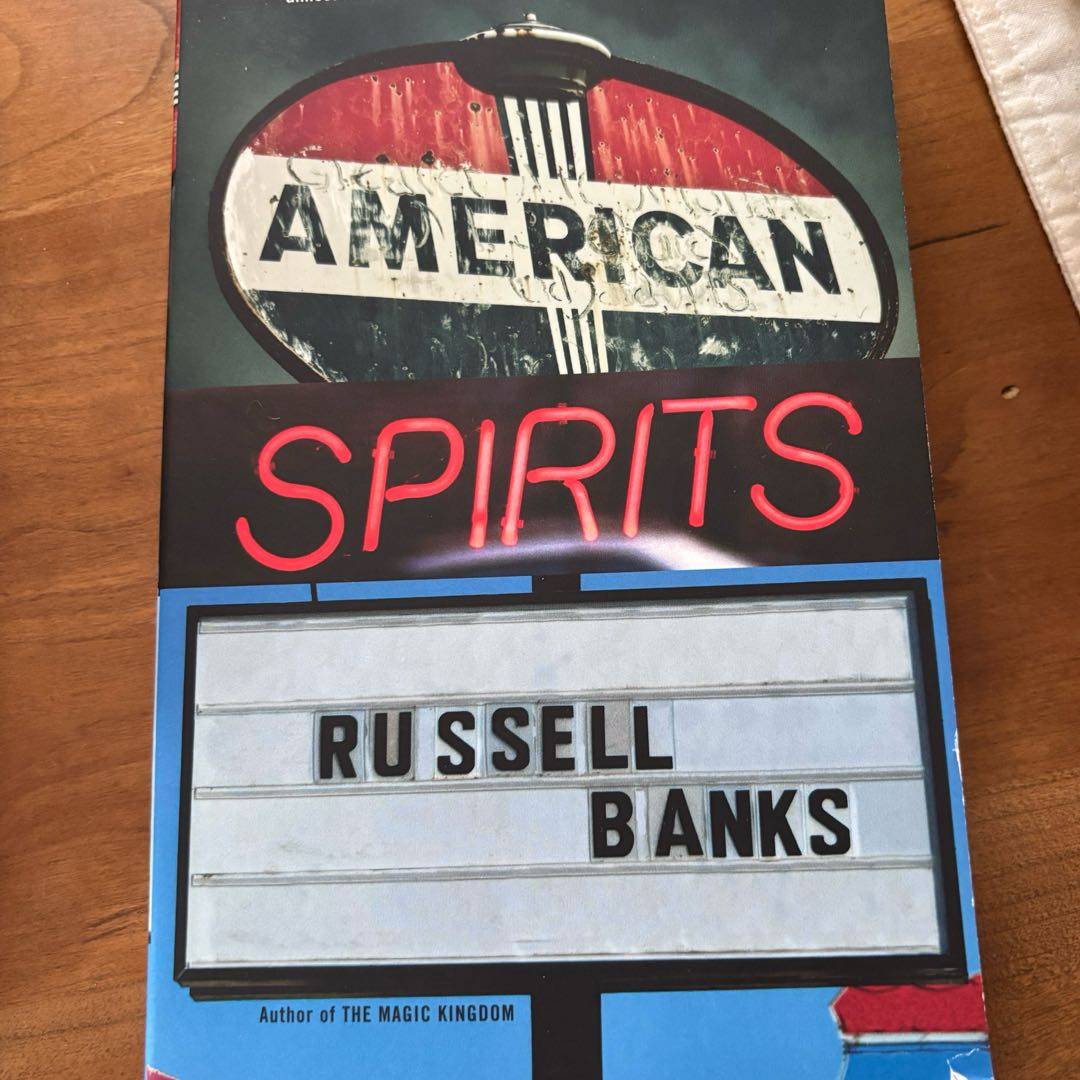 AMERICAN
SPIRITS
RUSSELL
BANKS
Author of THE MAGIC KINGDOM